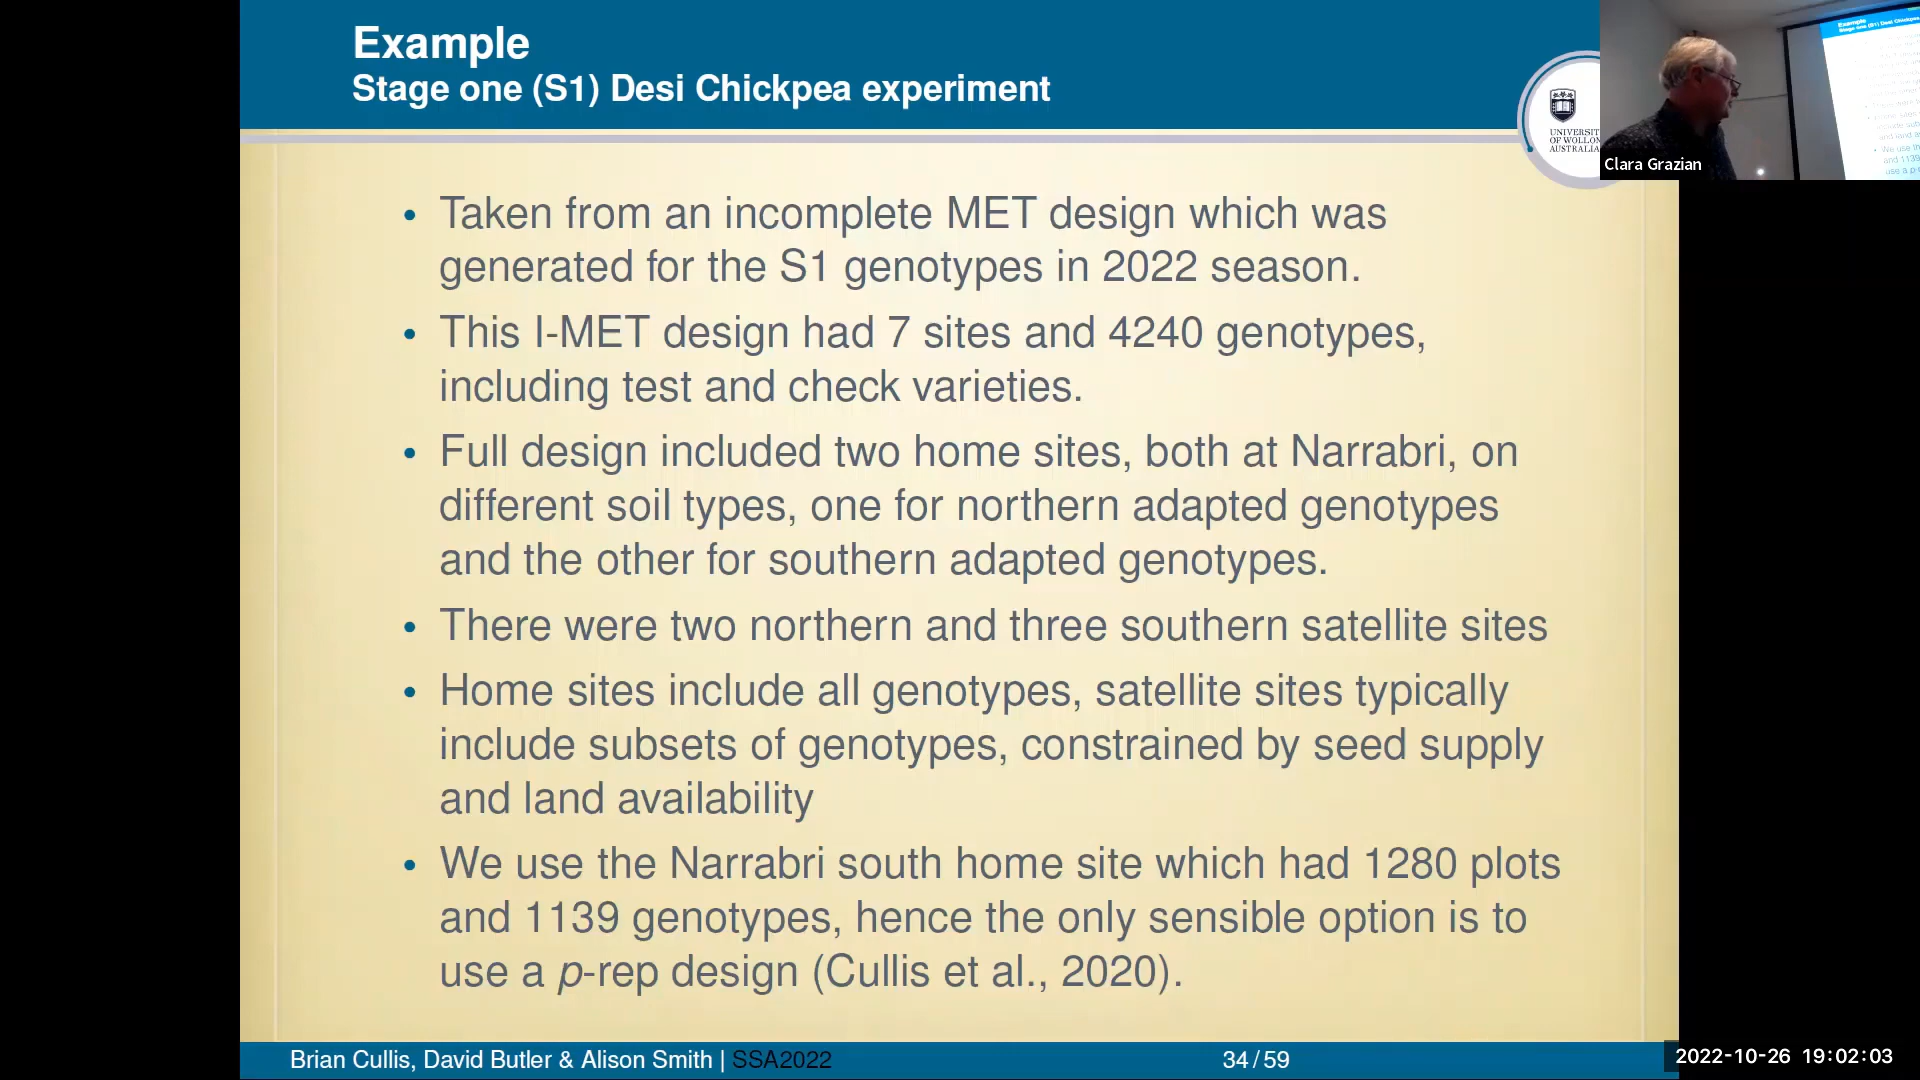 Example
Stage one (S1) Desi Chickpea experiment
UNIVERSIT
OF WOLLON
AUSTRALIA
Clara Grazian
• Taken from an incomplete MET design which was
generated for the S1 genotypes in 2022 season.
• This I-MET design had 7 sites and 4240 genotypes,
including test and check varieties.
• Full design included two home sites, both at Narrabri, on
different soil types, one for northern adapted genotypes
and the other for southern adapted genotypes.
• There were two northern and three southern satellite sites
• Home sites include all genotypes, satellite sites typically
include subsets of genotypes, constrained by seed supply
and land availability
• We use the Narrabri south home site which had 1280 plots
and 1139 genotypes, hence the only sensible option is to
use a p-rep design (Cullis et al., 2020).
Brian Cullis, David Butler & Alison Smith | SSA2022
34/59
2022-10-26 19:02:03